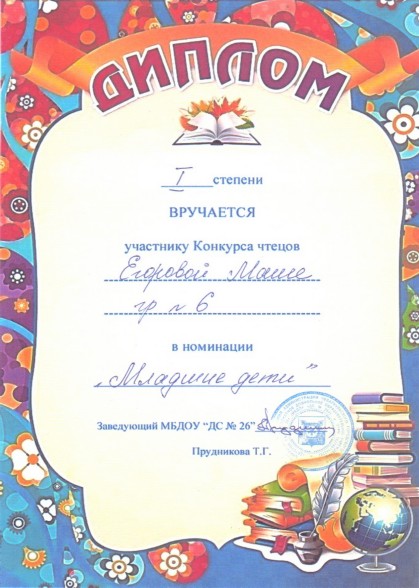 ДИПЛОМ
I степени
ВРУЧАЕТСЯ
участнику Конкурса чтецов
Егоровой Маше
гр № 6
в номинации
„Младшие дети"
Заведующий МБДОУ "ДС № 26"
Прудникова Т.Г.